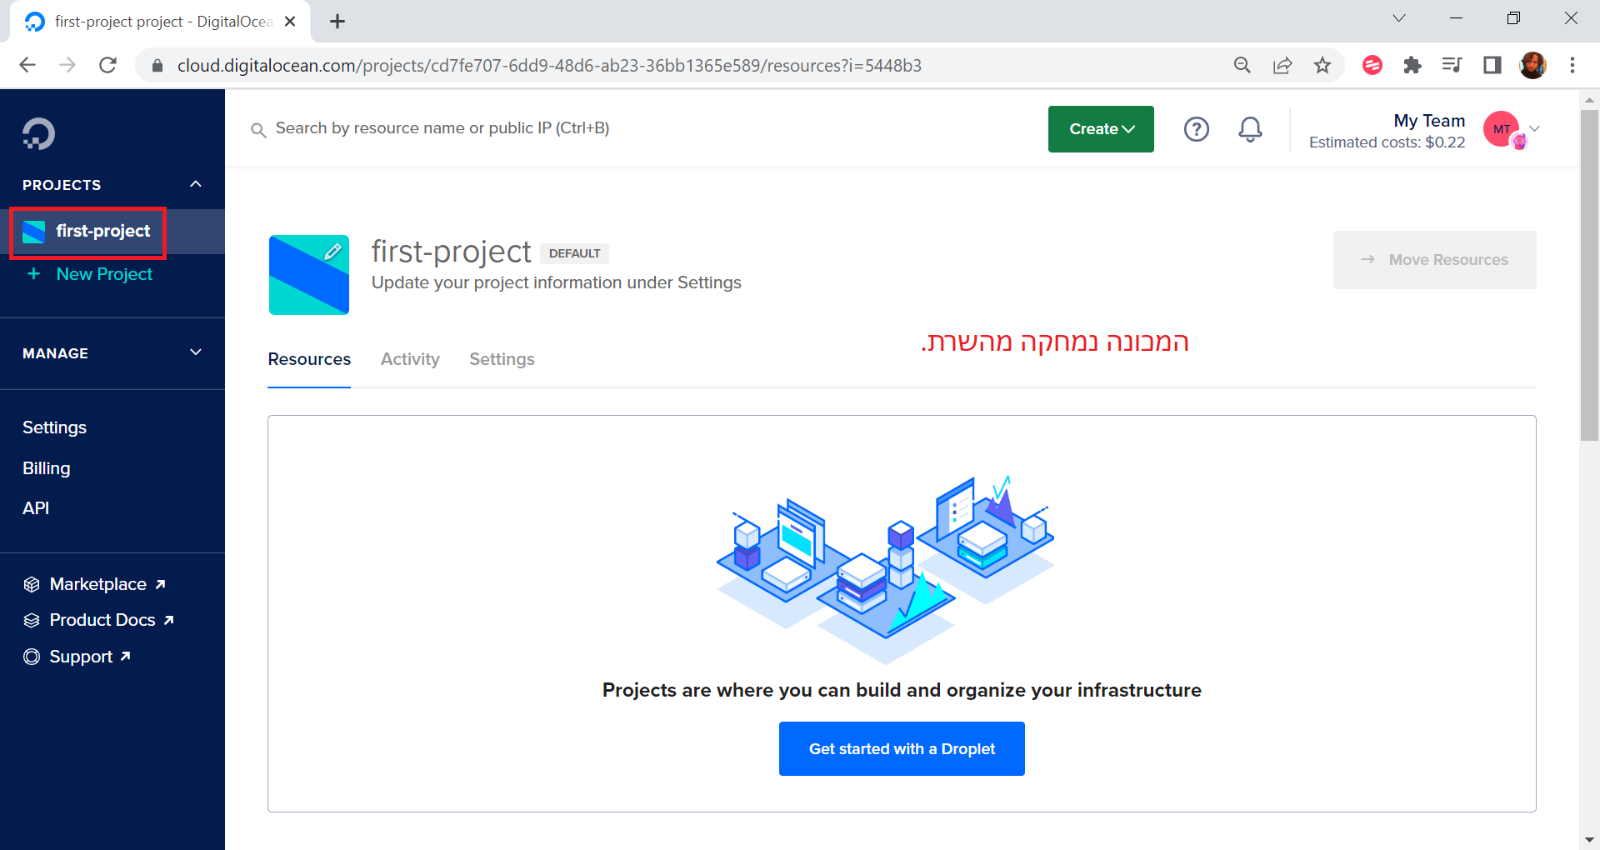 first-project project - DigitalOcea
cloud.digitalocean.com/projects/cd7fe707-6dd9-48d6-ab23-36bb1365e589/resources?i=5448b3
Search by resource name or public IP (Ctrl+B)
Create
My Team
Estimated costs: $0.22
MT
PROJECTS
first-project
+ New Project
MANAGE
Settings
Billing
API
Marketplace
Product Docs
Support
first-project DEFAULT
Update your project information under Settings
→ Move Resources
המכונה נמחקה מהשרת.
Resources Activity Settings
Projects are where you can build and organize your infrastructure
Get started with a Droplet